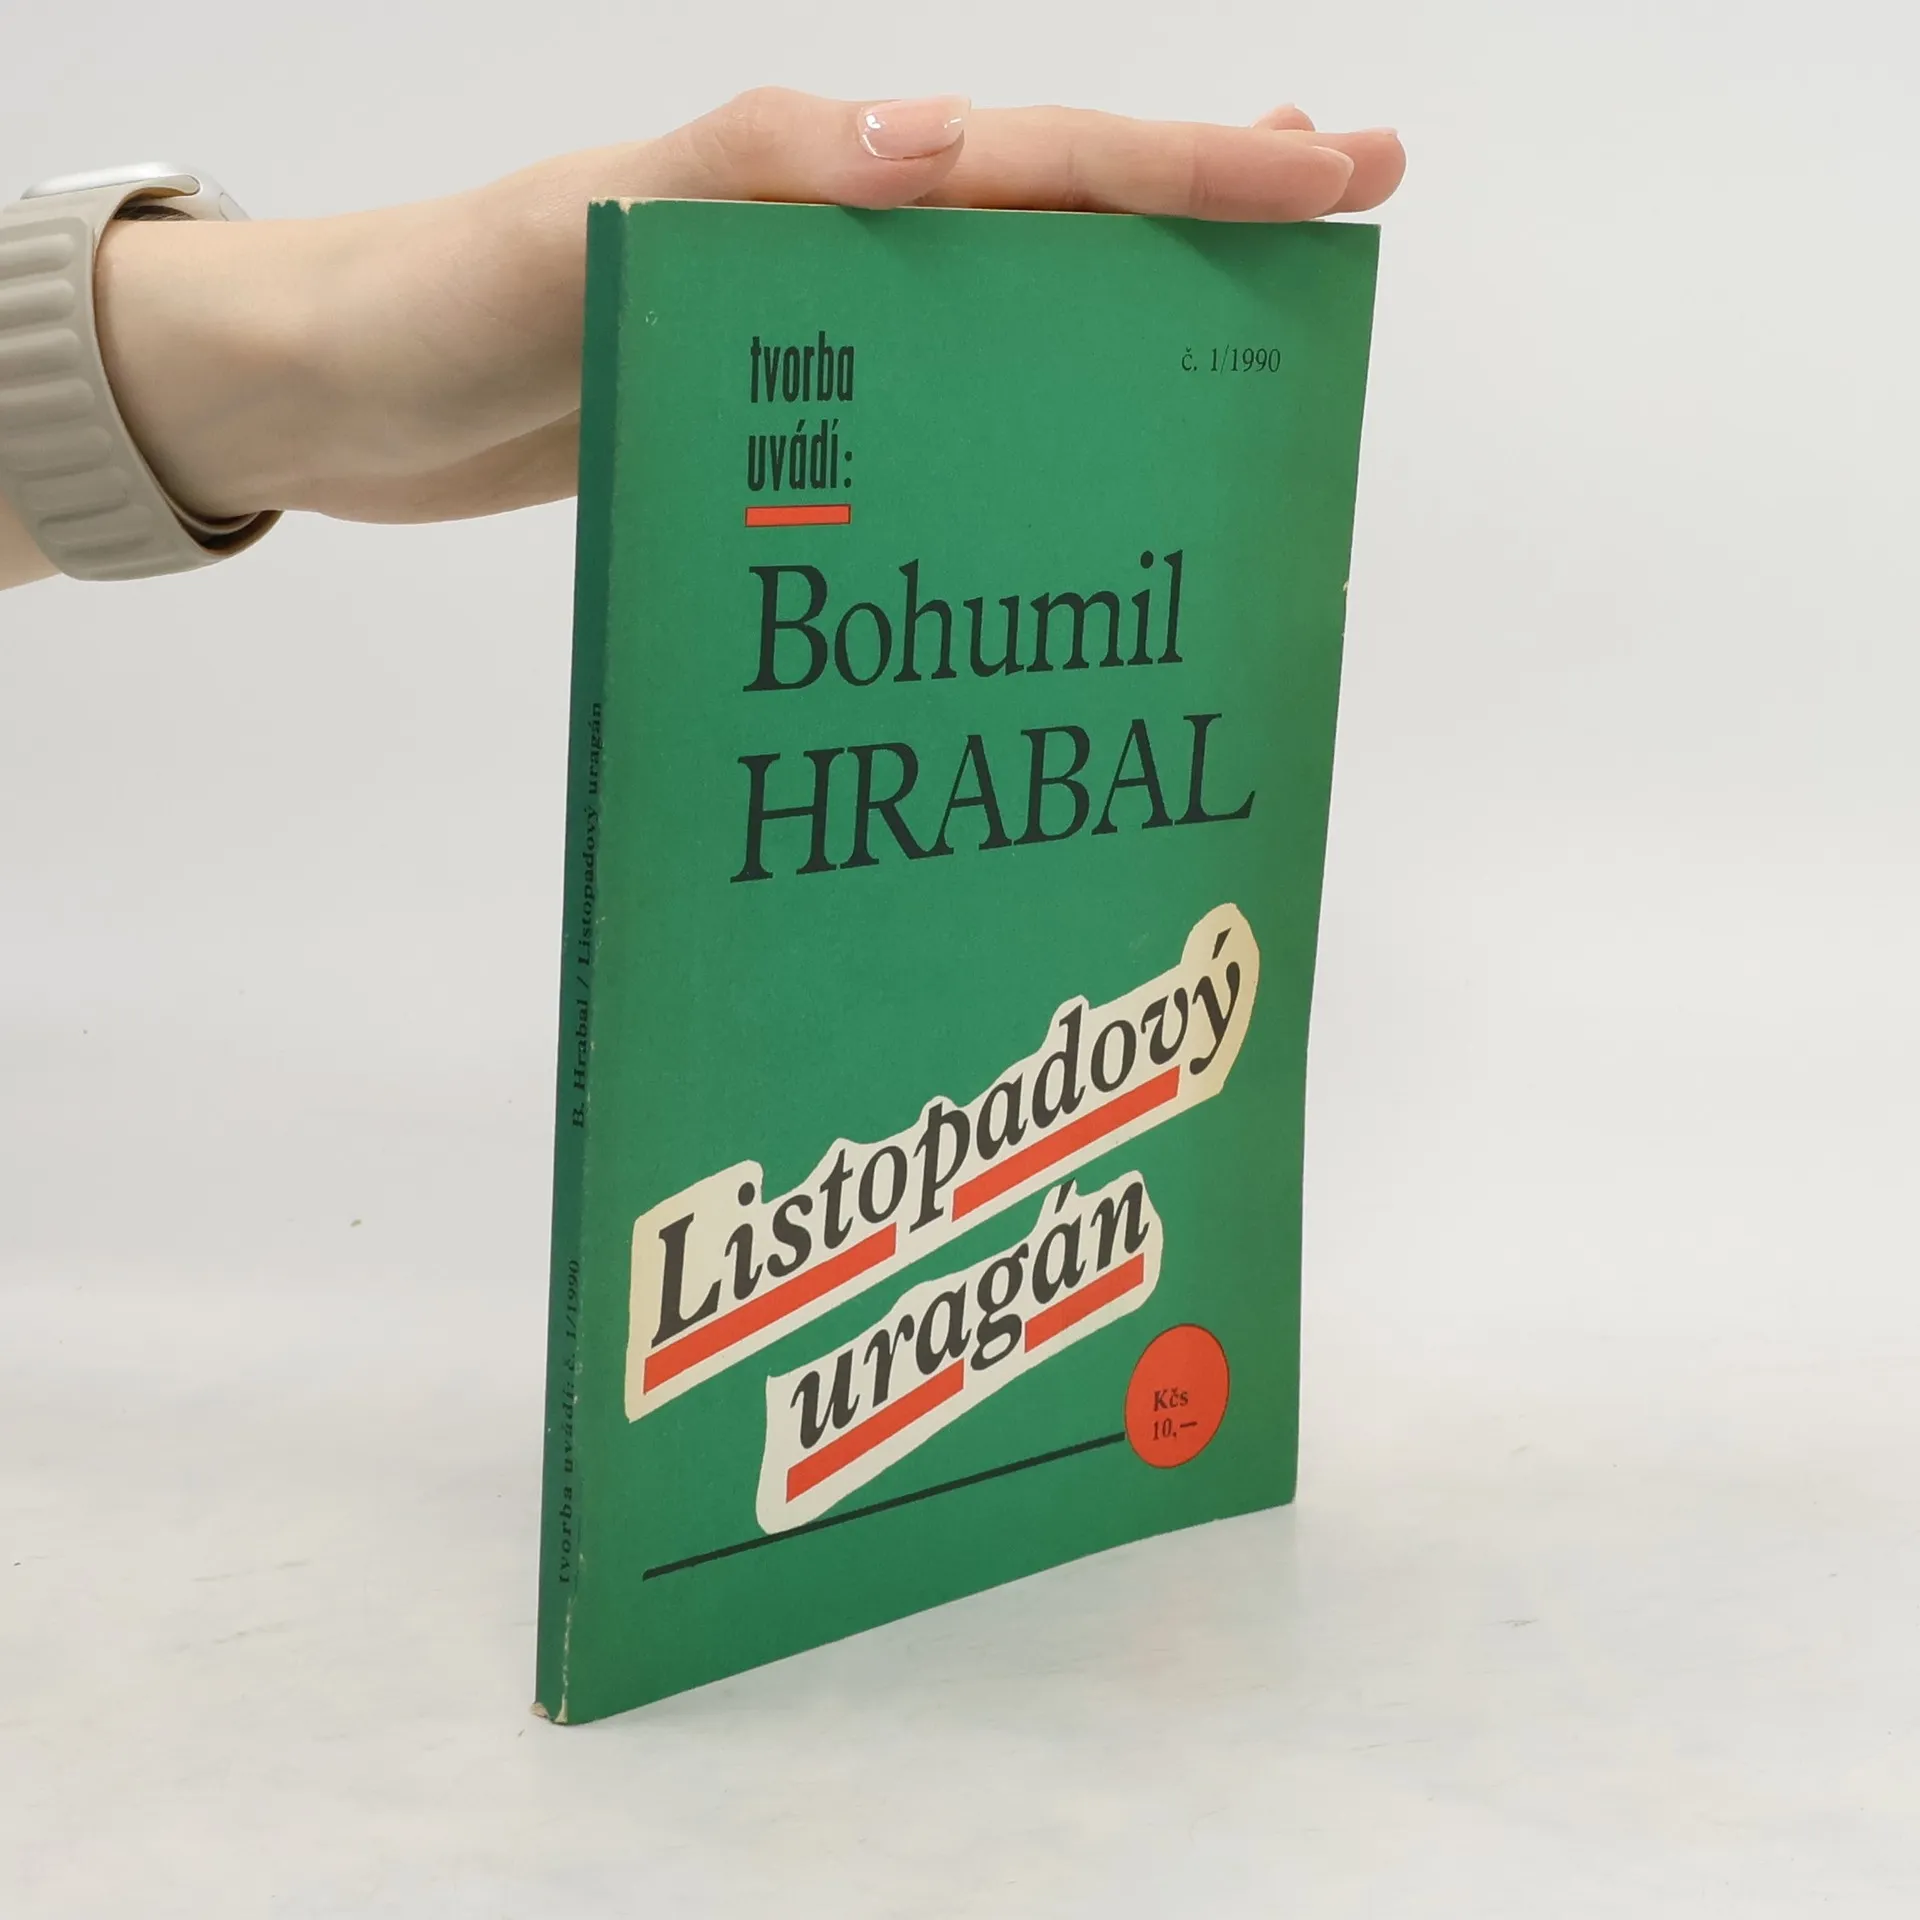 tvorba
uvádí:
č. 1/1990
Bohumil
HRABAL
Listopadový
uragán
Kčs
10,—
tvorba uvádí: č. 1/1990 B. Hrabal / Listopadový uragán